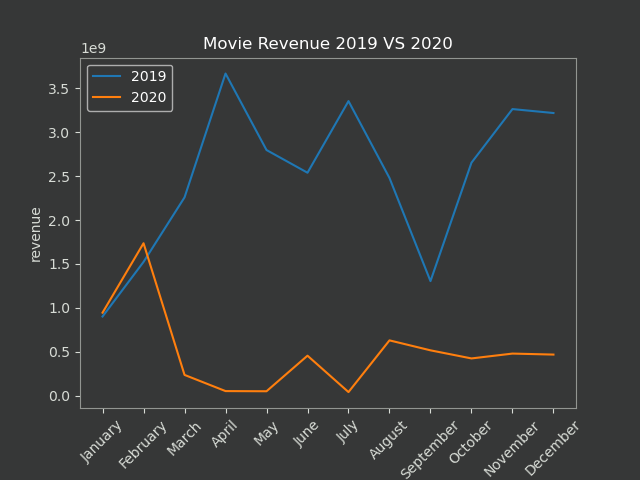 Movie Revenue 2019 VS 2020
1e9
2019
2020
3.5
3.0
2.5
2.0
1.5
1.0
0.5
0.0
revenue
January
February
March
April
May
June
July
August
September
October
November
December